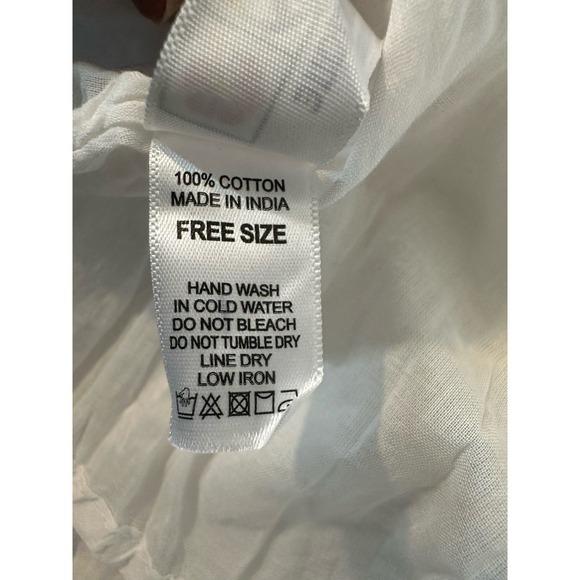 100% COTTON
MADE IN INDIA
FREE SIZE
HAND WASH
IN COLD WATER
DO NOT BLEACH
DO NOT TUMBLE DRY
LINE DRY
LOW IRON